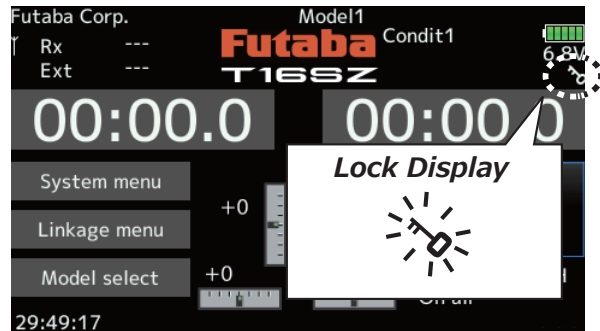 Futaba Corp.
Model1
Rx ---
Ext ---
Futaba
T16SZ
Condit1
6.8V
00:00.0
00:00.0
Lock Display
System menu
Linkage menu
Model select
+0
+0
29:49:17